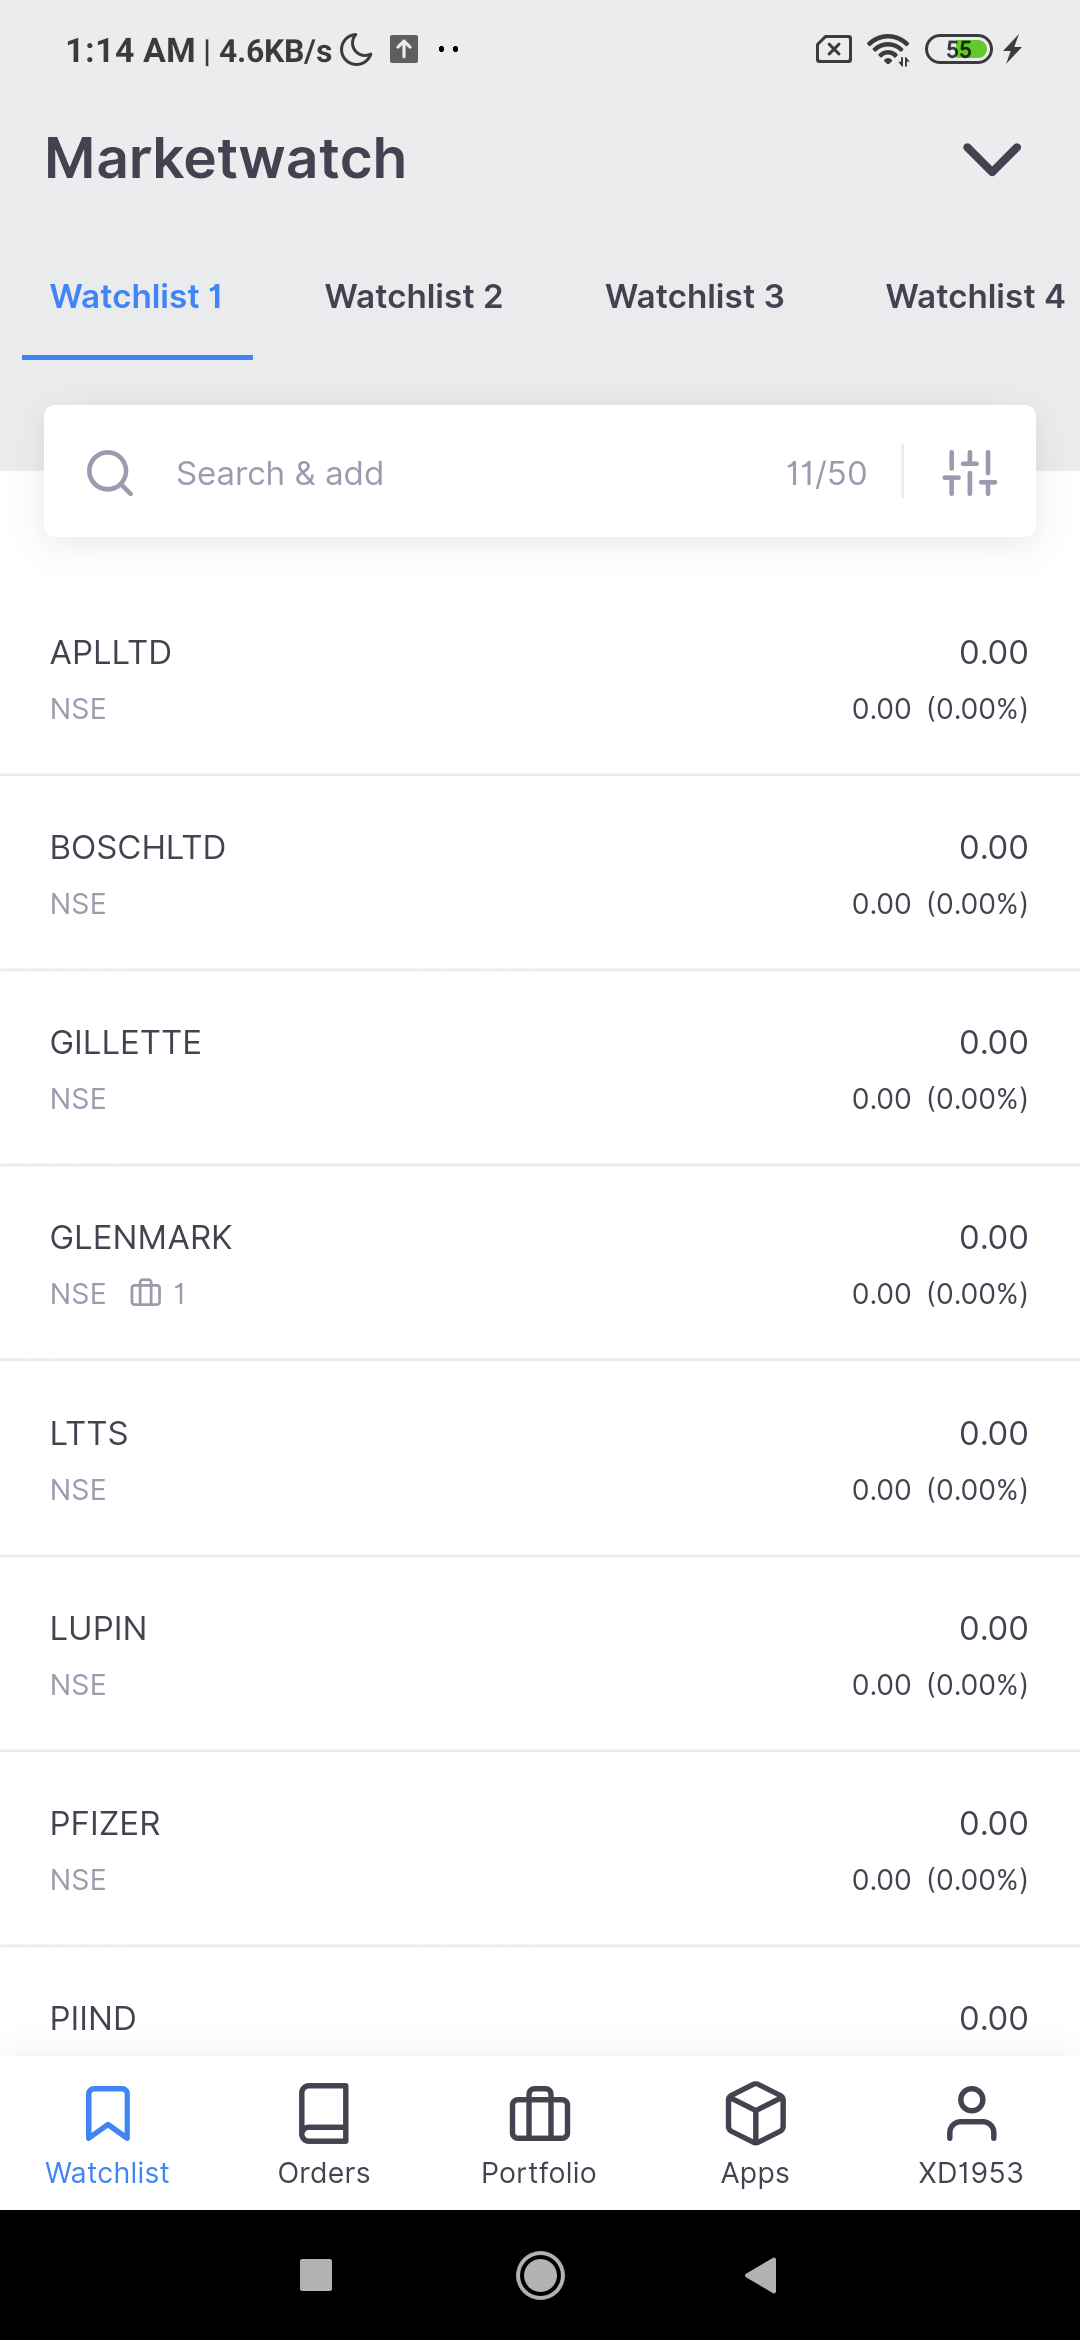 1:14 AM | 4.6KB/s 55
Marketwatch
Watchlist 1 Watchlist 2 Watchlist 3 Watchlist 4
Search & add 11/50
APLLTD 0.00
NSE 0.00 (0.00%)
BOSCHLTD 0.00
NSE 0.00 (0.00%)
GILLETTE 0.00
NSE 0.00 (0.00%)
GLENMARK 0.00
NSE 1 0.00 (0.00%)
LTTS 0.00
NSE 0.00 (0.00%)
LUPIN 0.00
NSE 0.00 (0.00%)
PFIZER 0.00
NSE 0.00 (0.00%)
PIIND 0.00
Watchlist Orders Portfolio Apps XD1953